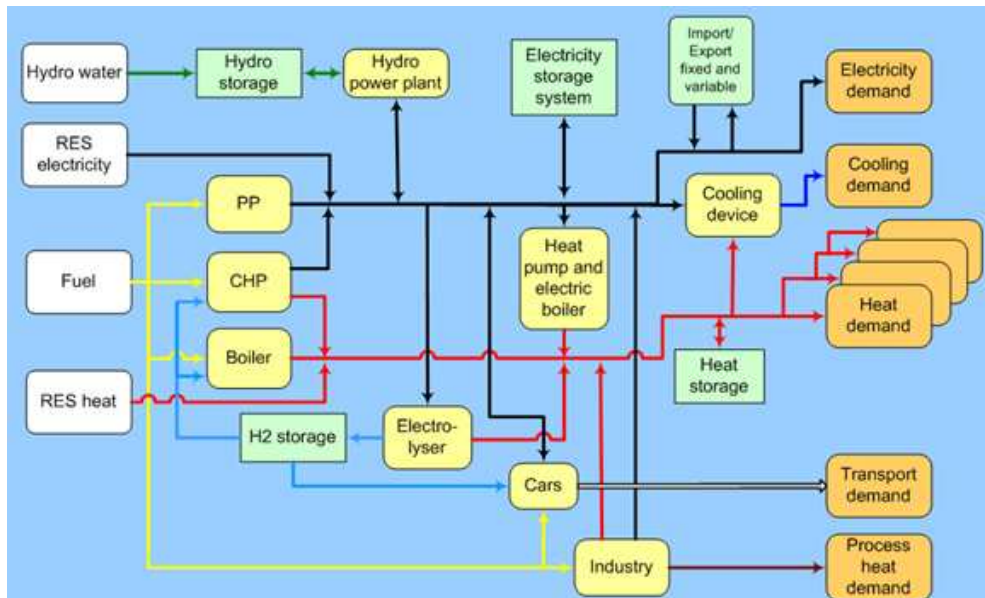 Hydro water
Hydro
storage
Hydro
power plant
Electricity
storage
system
Import/
Export
fixed and
variable
Electricity
demand
RES
electricity
Cooling
demand
PP
Cooling
device
Fuel
CHP
Heat
pump and
electric
boiler
Heat
demand
Boiler
Heat
storage
RES heat
H2 storage
Electro-
lyser
Cars
Transport
demand
Industry
Process
heat
demand